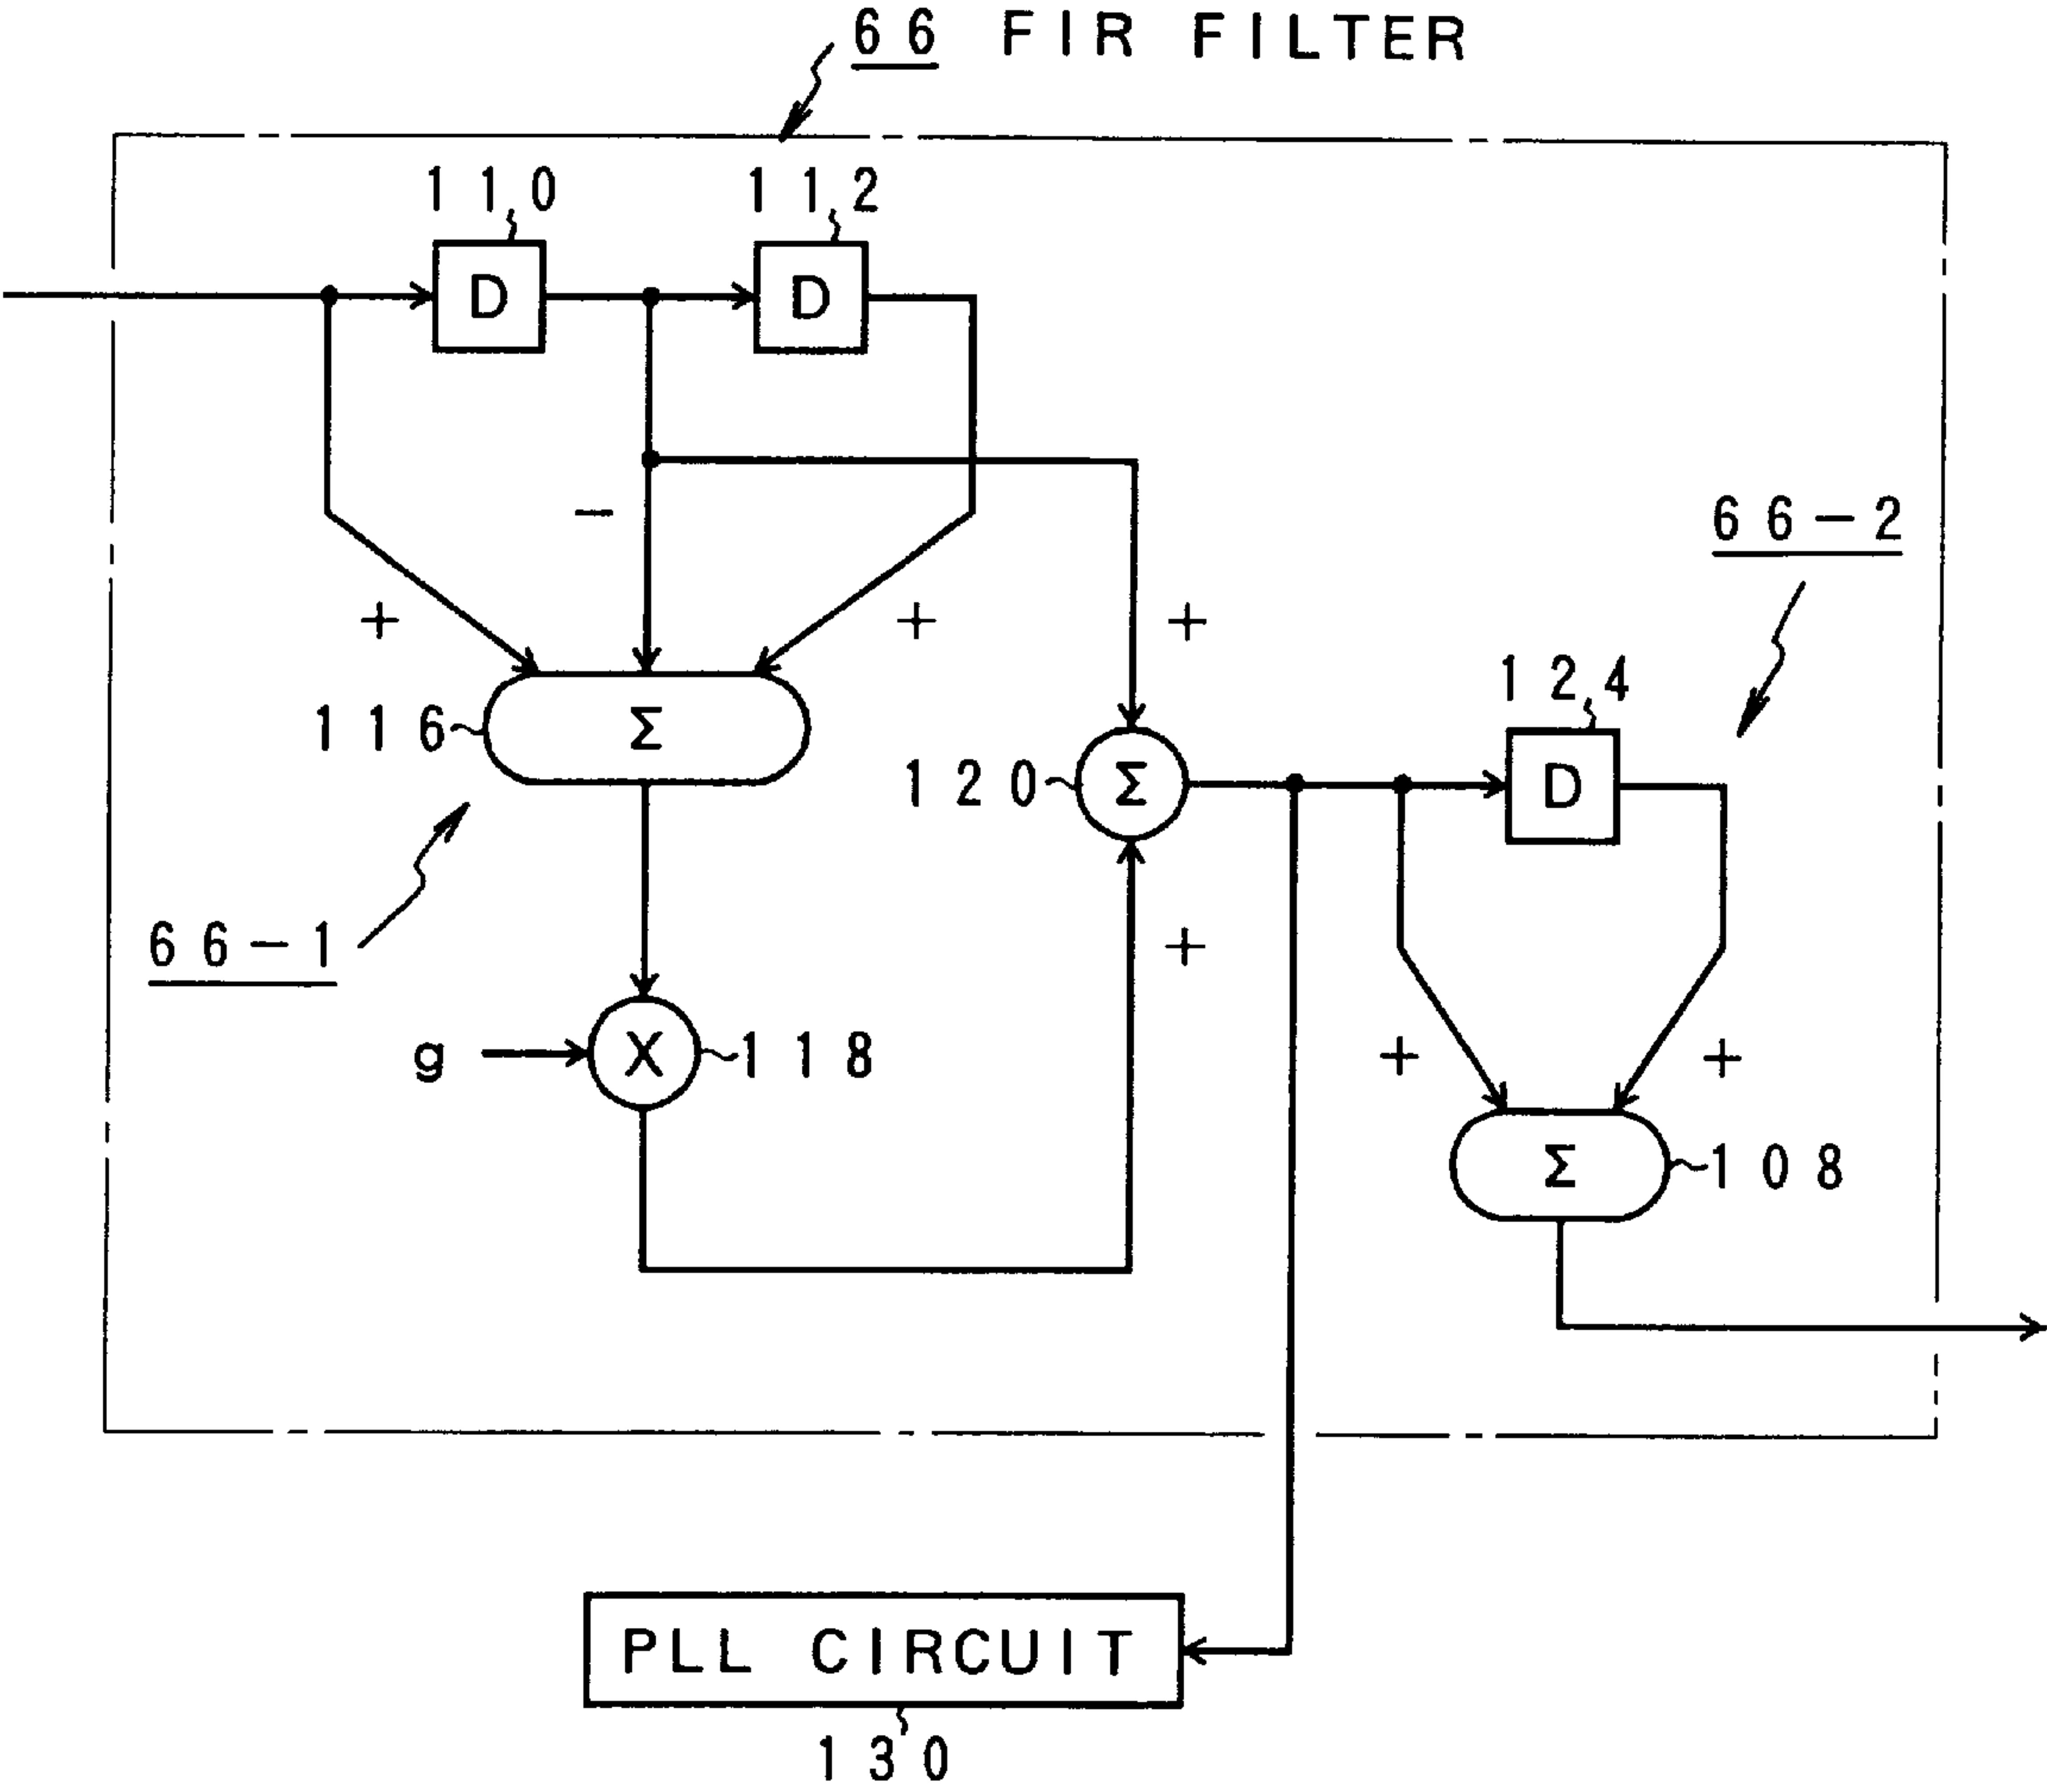 66 FIR FILTER
110
112
D
D
−
66-2
+
+
+
124
116
Σ
120
Σ
D
66-1
+
g
X
118
+
+
Σ
108
PLL CIRCUIT
130